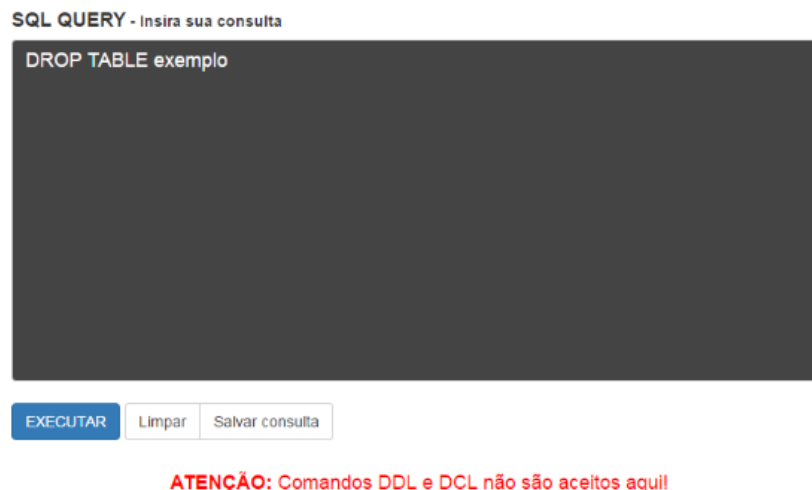 SQL QUERY - Insira sua consulta
DROP TABLE exemplo
EXECUTAR Limpar Salvar consulta
ATENÇÃO: Comandos DDL e DCL não são aceitos aqui!